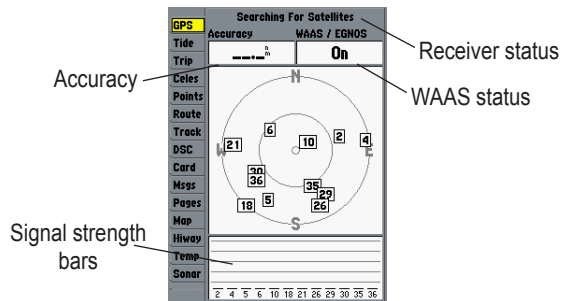 Searching For Satellites
Accuracy WAAS / EGNOS
__._ n m On
GPS
Tide
Trip
Celes
Points
Route
Track
DSC
Card
Msgs
Pages
Map
Hiway
Temp
Sonar
N
6
2
4
21
10
W
E
30
36
35
29
18
5
26
S
2 4 5 6 10 18 21 26 29 30 35 36
Receiver status
WAAS status
Accuracy
Signal strength
bars